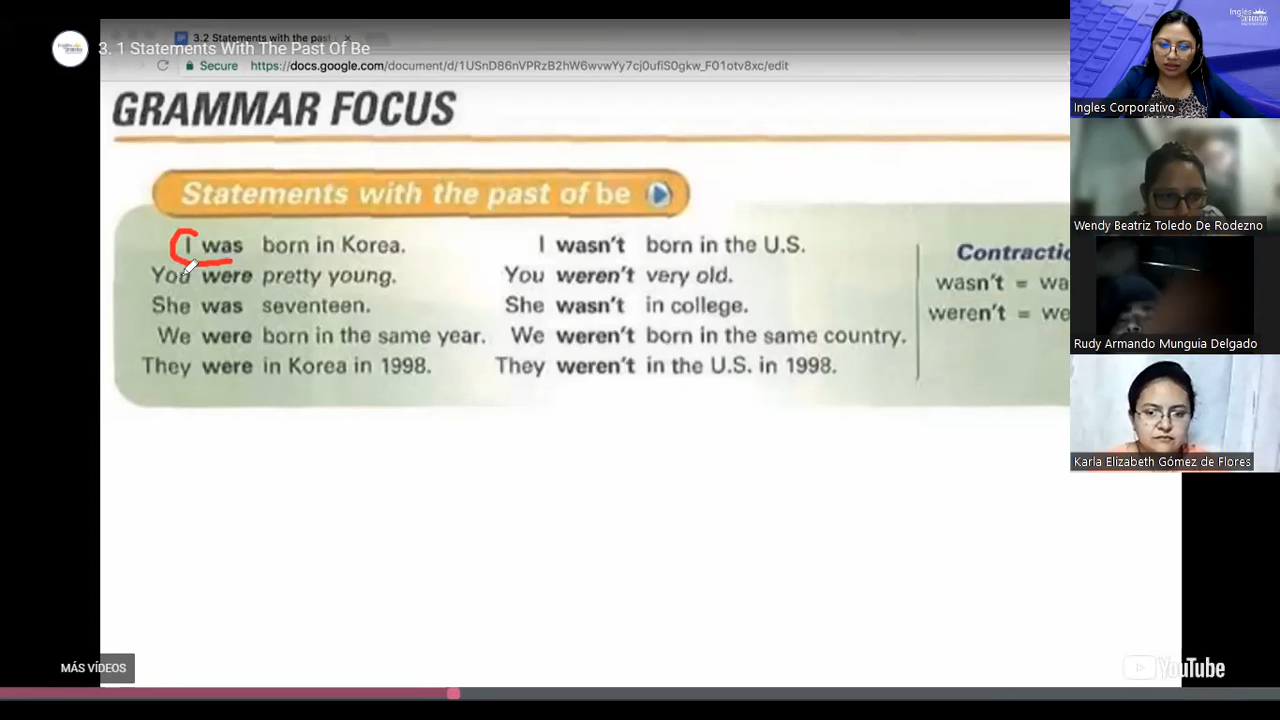 3.2 Statements with the past
3. 1 Statements With The Past Of Be
Secure https://docs.google.com/document/d/1USnD86nVPRzB2hW6wvwYy7cj0ufiS0gkw_F01otv8xc/edit
GRAMMAR FOCUS
Statements with the past of be
I was born in Korea. I wasn't born in the U.S.
You were pretty young. You weren't very old.
She was seventeen. She wasn't in college.
We were born in the same year. We weren't born in the same country.
They were in Korea in 1998. They weren't in the U.S. in 1998.
Contractio
wasn't = wa
weren't = we
MÁS VÍDEOS
YouTube
Ingles Corporativo
Wendy Beatriz Toledo De Rodezno
Rudy Armando Munguia Delgado
Karla Elizabeth Gómez de Flores